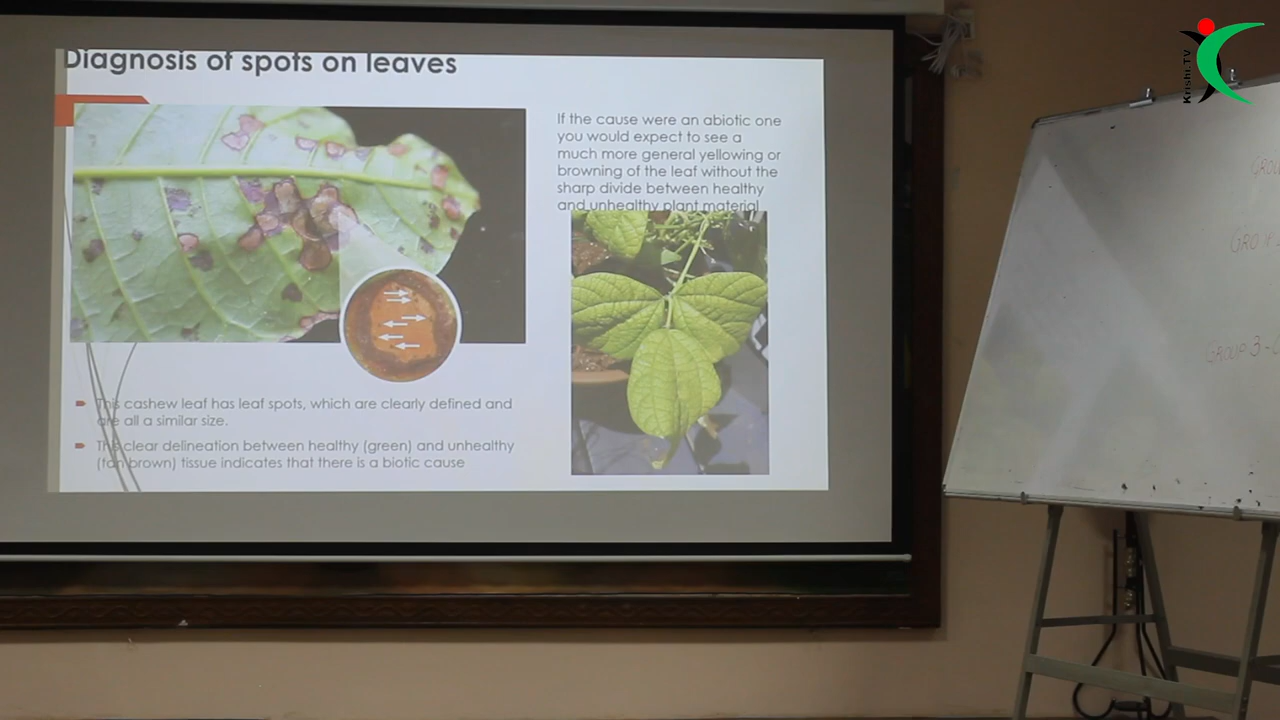 Diagnosis of spots on leaves
If the cause were an abiotic one
you would expect to see a
much more general yellowing or
browning of the leaf without the
sharp divide between healthy
and unhealthy plant material
This cashew leaf has leaf spots, which are clearly defined and
are all a similar size.
This clear delineation between healthy (green) and unhealthy
(tan brown) tissue indicates that there is a biotic cause
Krishi.TV
GROUP 3 -